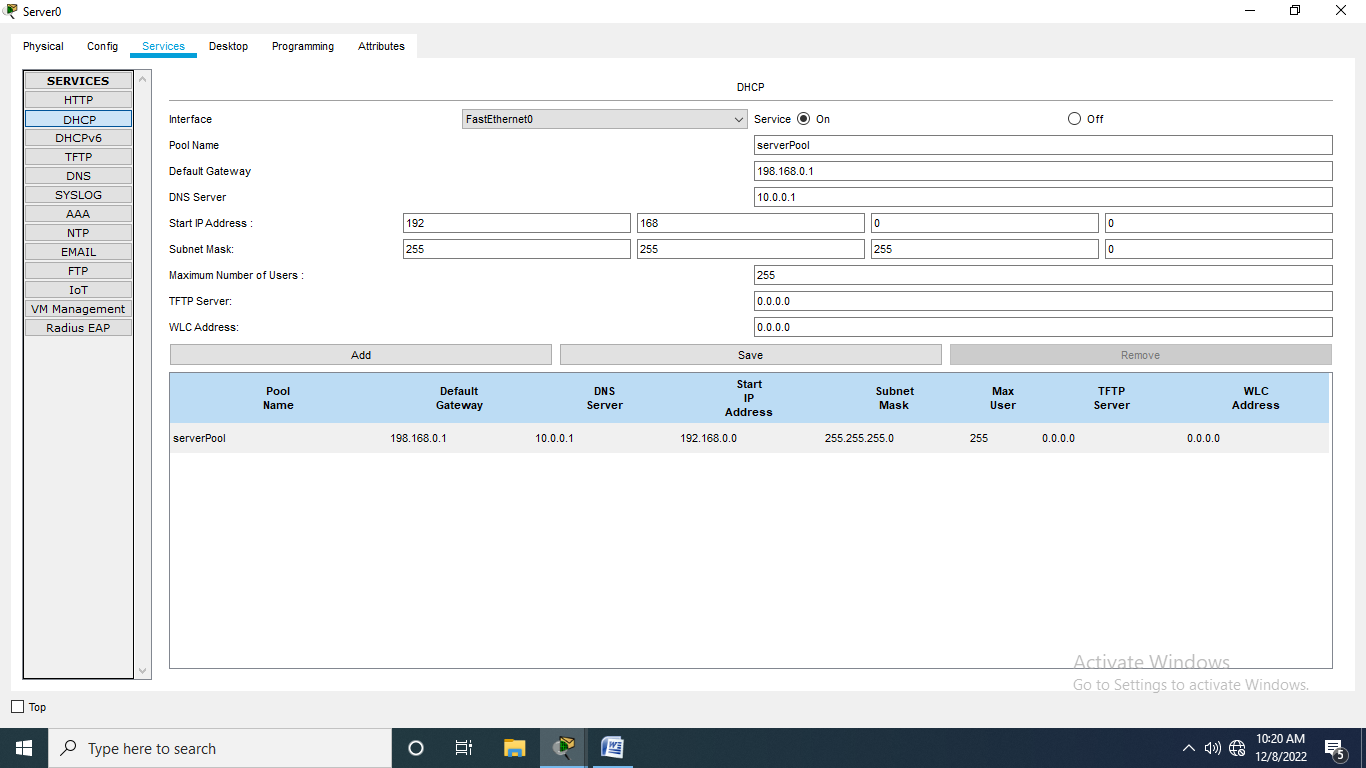 Server0
Physical Config Services Desktop Programming Attributes
SERVICES
HTTP
DHCP
DHCPv6
TFTP
DNS
SYSLOG
AAA
NTP
EMAIL
FTP
IoT
VM Management
Radius EAP
DHCP
Interface FastEthernet0 Service On Off
Pool Name serverPool
Default Gateway 198.168.0.1
DNS Server 10.0.0.1
Start IP Address : 192 168 0 0
Subnet Mask: 255 255 255 0
Maximum Number of Users : 255
TFTP Server: 0.0.0.0
WLC Address: 0.0.0.0
Add Save Remove
Pool Name Default Gateway DNS Server Start IP Address Subnet Mask Max User TFTP Server WLC Address
serverPool 198.168.0.1 10.0.0.1 192.168.0.0 255.255.255.0 255 0.0.0.0 0.0.0.0
Activate Windows
Go to Settings to activate Windows.
Top
Type here to search
W
10:20 AM
12/8/2022
5